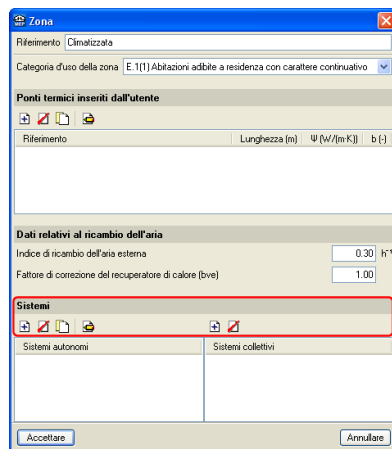 Zona
Riferimento Climatizzata
Categoria d'uso della zona E.1(1) Abitazioni adibite a residenza con carattere continuativo
Ponti termici inseriti dall'utente
Riferimento Lunghezza (m) Ψ (W/(m·K)) b (-)
Dati relativi al ricambio dell'aria
Indice di ricambio dell'aria esterna 0.30 h⁻¹
Fattore di correzione del recuperatore di calore (bve) 1.00
Sistemi
Sistemi autonomi Sistemi collettivi
Accettare Annullare